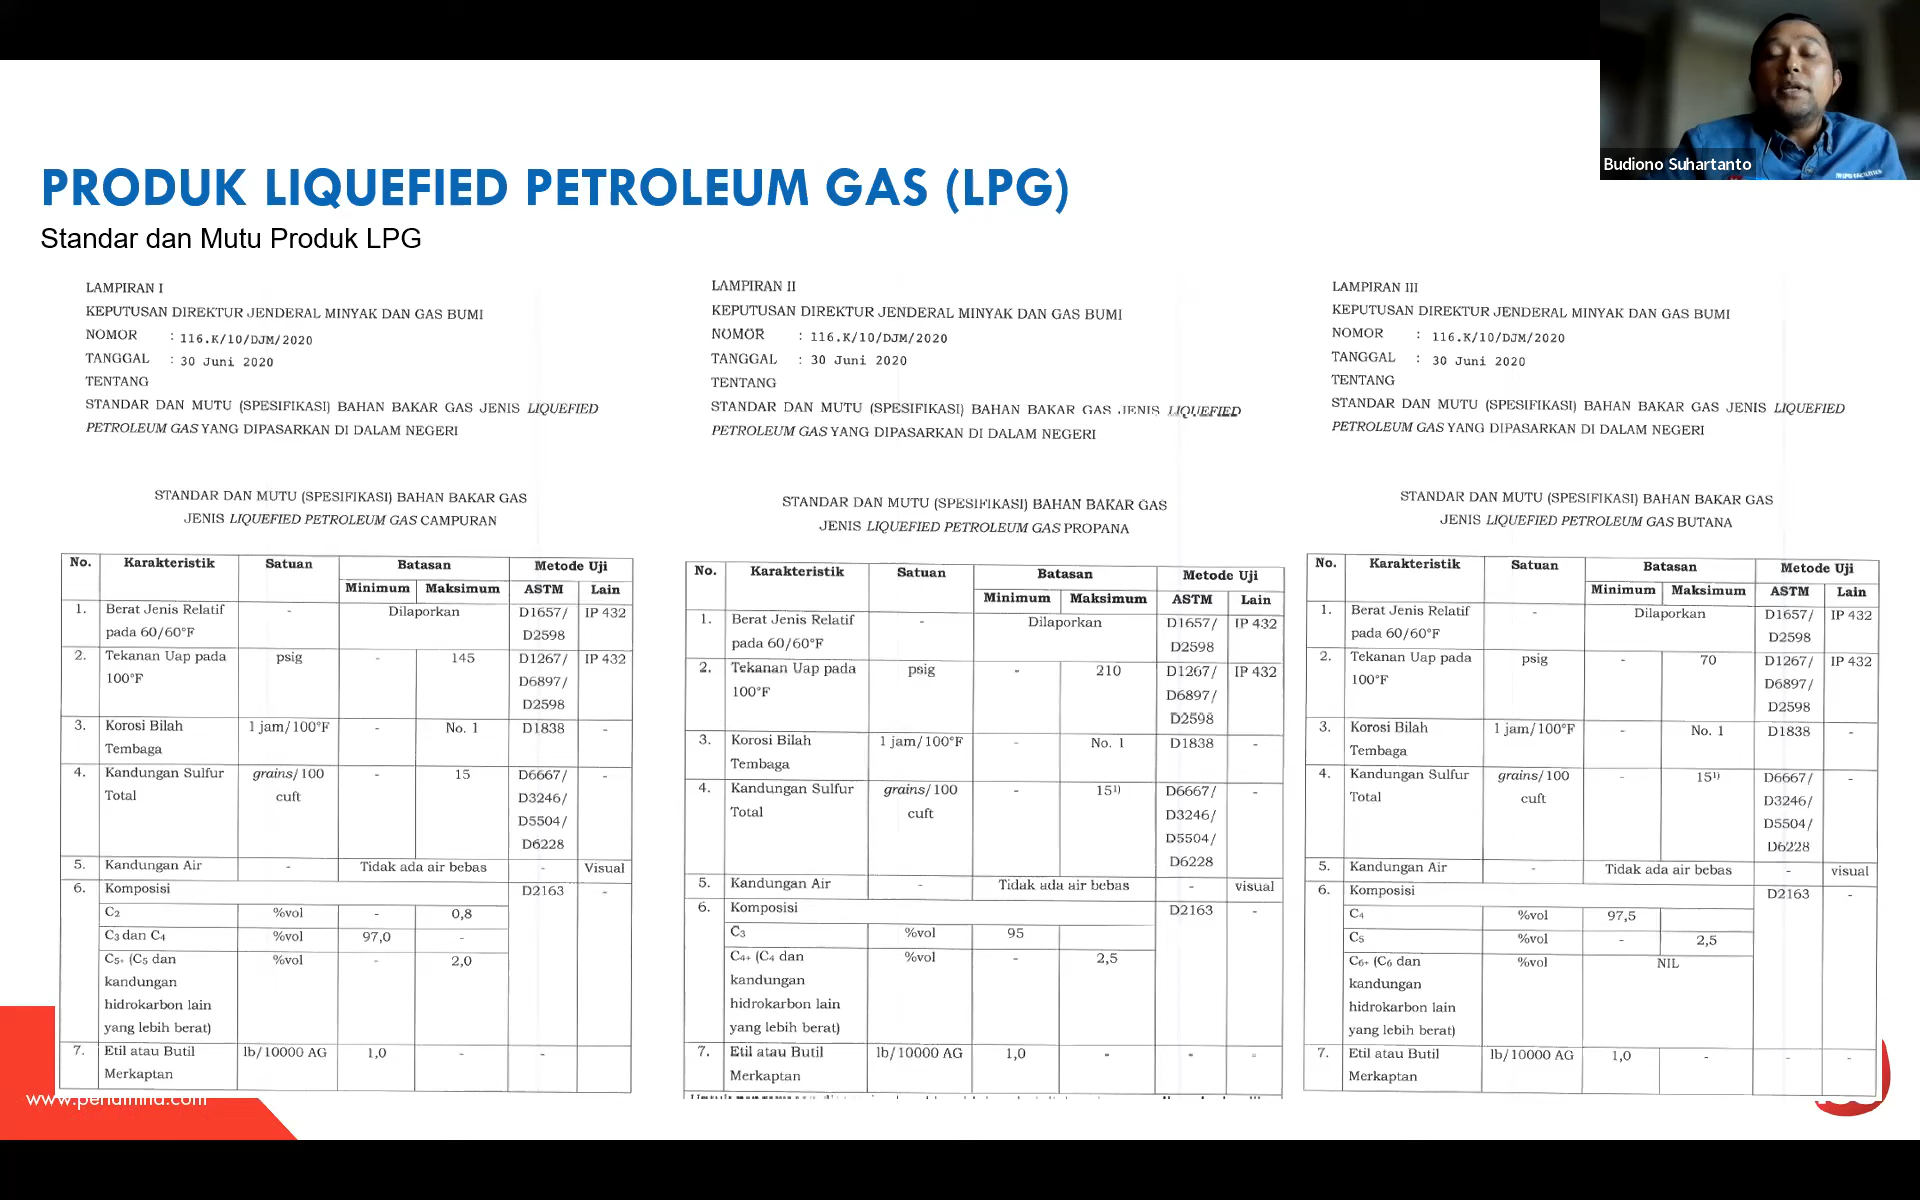 Budiono Suhartanto
PRODUK LIQUEFIED PETROLEUM GAS (LPG)
Standar dan Mutu Produk LPG
LAMPIRAN I
KEPUTUSAN DIREKTUR JENDERAL MINYAK DAN GAS BUMI
NOMOR : 116.K/10/DJM/2020
TANGGAL : 30 Juni 2020
TENTANG
STANDAR DAN MUTU (SPESIFIKASI) BAHAN BAKAR GAS JENIS LIQUEFIED
PETROLEUM GAS YANG DIPASARKAN DI DALAM NEGERI
STANDAR DAN MUTU (SPESIFIKASI) BAHAN BAKAR GAS
JENIS LIQUEFIED PETROLEUM GAS CAMPURAN
No. Karakteristik Satuan Batasan Metode Uji
Minimum Maksimum ASTM Lain
1. Berat Jenis Relatif - Dilaporkan D1657/ IP 432
pada 60/60°F D2598
2. Tekanan Uap pada psig - 145 D1267/ IP 432
100°F D6897/
D2598
3. Korosi Bilah 1 jam/100°F - No. 1 D1838 -
Tembaga
4. Kandungan Sulfur grains/100 - 15 D6667/ -
Total cuft D3246/
D5504/
D6228
5. Kandungan Air - Tidak ada air bebas - Visual
6. Komposisi D2163 -
C2 %vol - 0,8
C3 dan C4 %vol 97,0 -
C5+ (C5 dan %vol - 2,0
kandungan
hidrokarbon lain
yang lebih berat)
7. Etil atau Butil lb/10000 AG 1,0 - -
Merkaptan
LAMPIRAN II
KEPUTUSAN DIREKTUR JENDERAL MINYAK DAN GAS BUMI
NOMOR : 116.K/10/DJM/2020
TANGGAL : 30 Juni 2020
TENTANG
STANDAR DAN MUTU (SPESIFIKASI) BAHAN BAKAR GAS JENIS LIQUEFIED
PETROLEUM GAS YANG DIPASARKAN DI DALAM NEGERI
STANDAR DAN MUTU (SPESIFIKASI) BAHAN BAKAR GAS
JENIS LIQUEFIED PETROLEUM GAS PROPANA
No. Karakteristik Satuan Batasan Metode Uji
Minimum Maksimum ASTM Lain
1. Berat Jenis Relatif - Dilaporkan D1657/ IP 432
pada 60/60°F D2598
2. Tekanan Uap pada psig - 210 D1267/ IP 432
100°F D6897/
D2598
3. Korosi Bilah 1 jam/100°F - No. 1 D1838 -
Tembaga
4. Kandungan Sulfur grains/100 - 15¹⁾ D6667/ -
Total cuft D3246/
D5504/
D6228
5. Kandungan Air - Tidak ada air bebas - visual
6. Komposisi D2163 -
C3 %vol 95
C4+ (C4 dan %vol - 2,5
kandungan
hidrokarbon lain
yang lebih berat)
7. Etil atau Butil lb/10000 AG 1,0 - - -
Merkaptan
LAMPIRAN III
KEPUTUSAN DIREKTUR JENDERAL MINYAK DAN GAS BUMI
NOMOR : 116.K/10/DJM/2020
TANGGAL : 30 Juni 2020
TENTANG
STANDAR DAN MUTU (SPESIFIKASI) BAHAN BAKAR GAS JENIS LIQUEFIED
PETROLEUM GAS YANG DIPASARKAN DI DALAM NEGERI
STANDAR DAN MUTU (SPESIFIKASI) BAHAN BAKAR GAS
JENIS LIQUEFIED PETROLEUM GAS BUTANA
No. Karakteristik Satuan Batasan Metode Uji
Minimum Maksimum ASTM Lain
1. Berat Jenis Relatif - Dilaporkan D1657/ IP 432
pada 60/60°F D2598
2. Tekanan Uap pada psig - 70 D1267/ IP 432
100°F D6897/
D2598
3. Korosi Bilah 1 jam/100°F - No. 1 D1838 -
Tembaga
4. Kandungan Sulfur grains/100 - 15¹⁾ D6667/ -
Total cuft D3246/
D5504/
D6228
5. Kandungan Air - Tidak ada air bebas - visual
6. Komposisi D2163 -
C4 %vol 97,5
C5 %vol - 2,5
C6+ (C6 dan %vol NIL
kandungan
hidrokarbon lain
yang lebih berat)
7. Etil atau Butil lb/10000 AG 1,0 - - -
Merkaptan